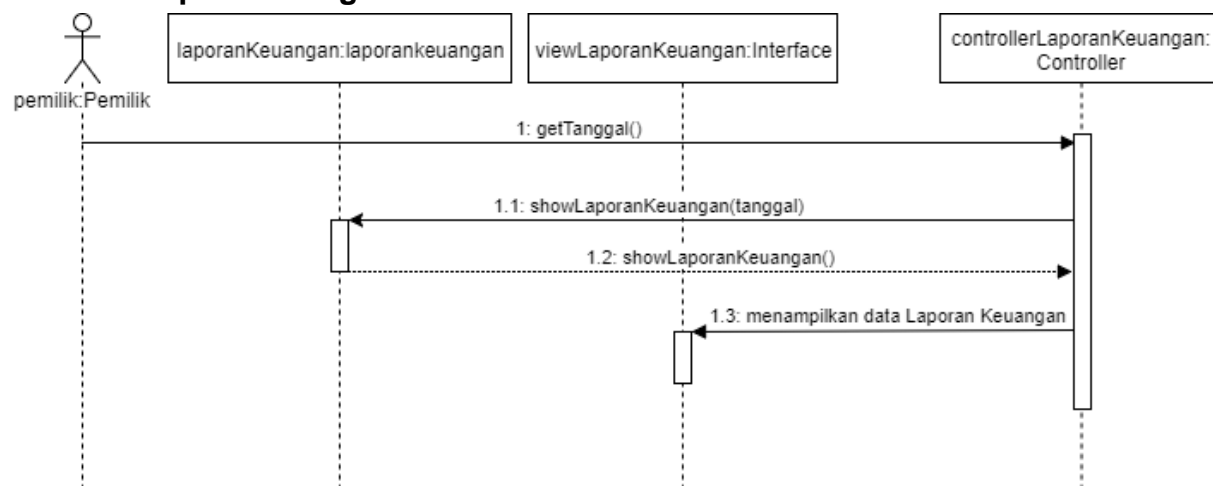 laporanKeuangan:laporankeuangan
viewLaporanKeuangan:Interface
controllerLaporanKeuangan:
Controller
pemilik:Pemilik
1: getTanggal()
1.1: showLaporanKeuangan(tanggal)
1.2: showLaporanKeuangan()
1.3: menampilkan data Laporan Keuangan